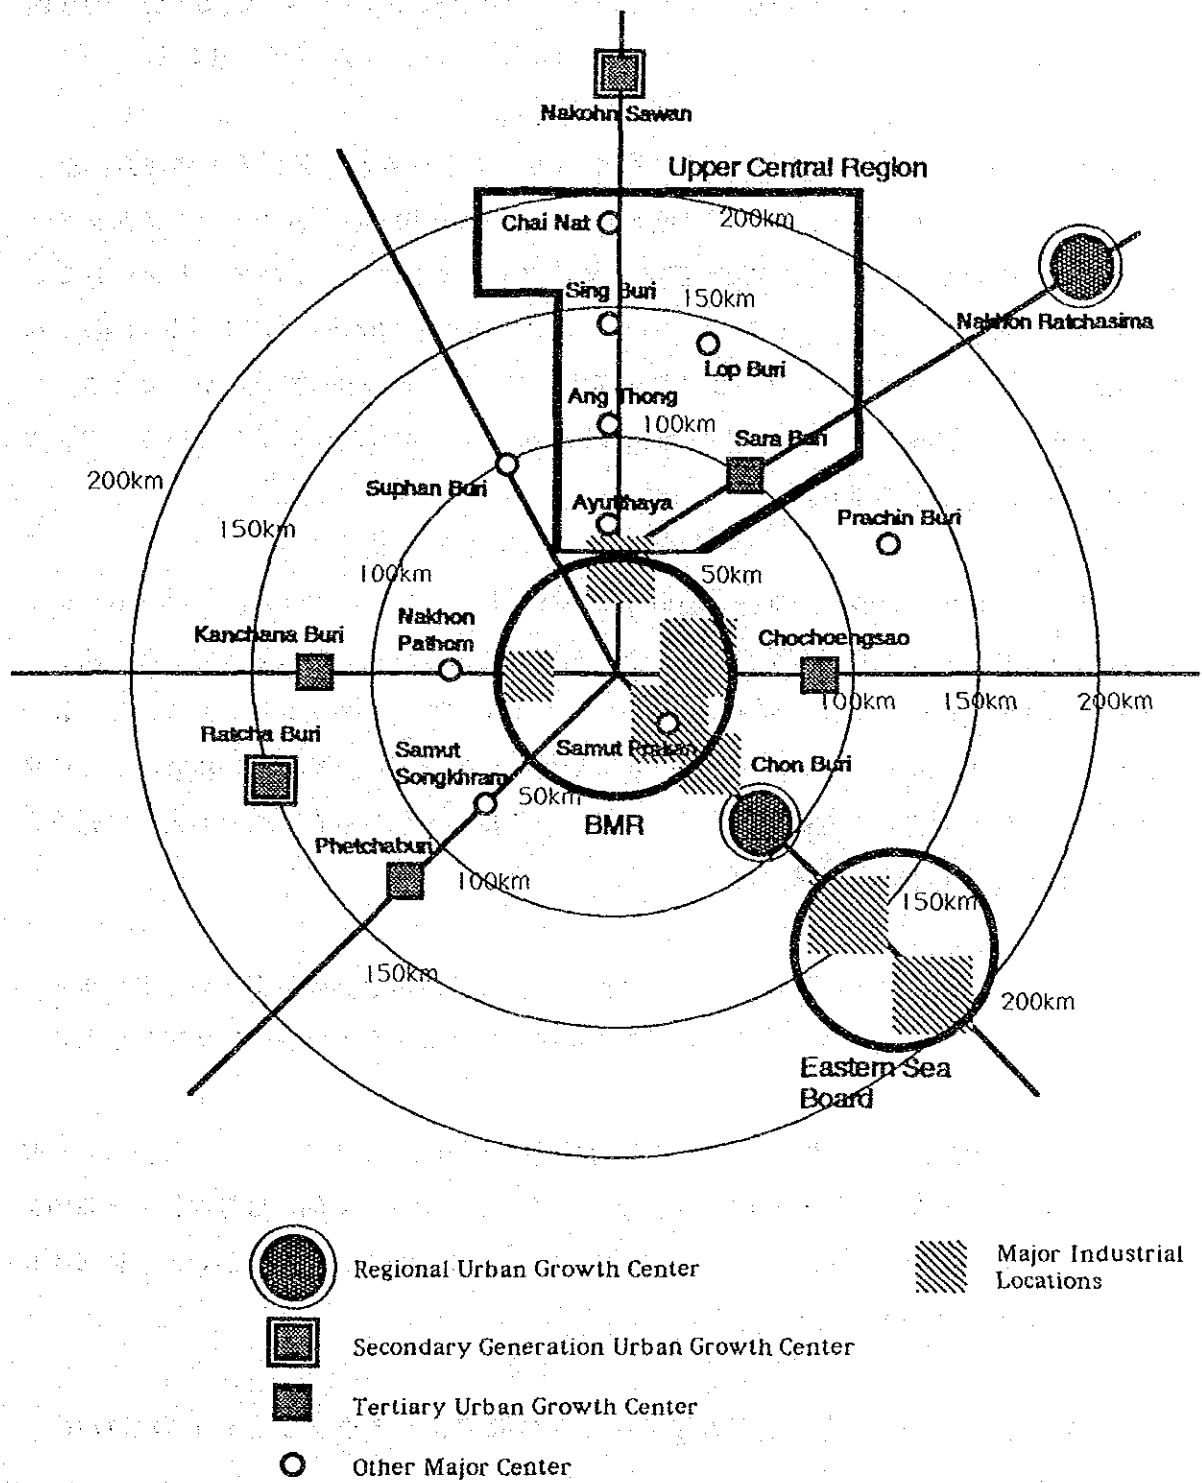 Nakohn Sawan
Upper Central Region
Chai Nat
200km
Sing Buri
150km
Nakhon Ratchasima
Lop Buri
Ang Thong
100km
Sara Buri
200km
Suphan Buri
Ayutthaya
Prachin Buri
150km
100km
50km
Nakhon
Pathom
Kanchana Buri
Chochoengsao
100km
150km
200km
Ratcha Buri
Samut
Songkhram
Samut Prakan
Chon Buri
50km
BMR
Phetchaburi
100km
150km
150km
200km
Eastern Sea
Board
Regional Urban Growth Center
Major Industrial
Locations
Secondary Generation Urban Growth Center
Tertiary Urban Growth Center
Other Major Center